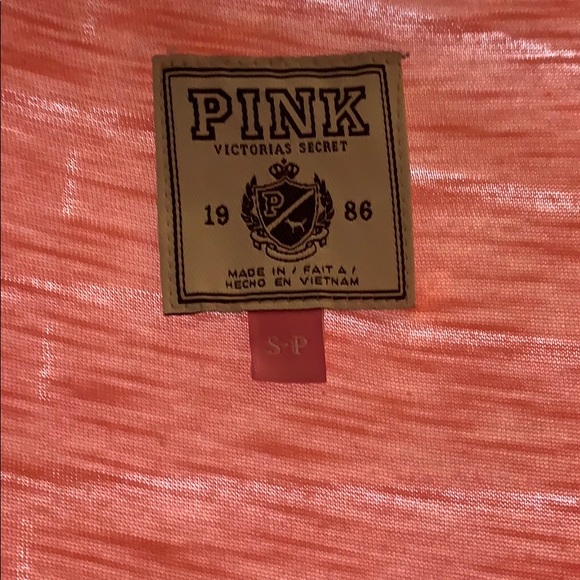 PINK
VICTORIAS SECRET
19 P 86
MADE IN / FAIT A /
HECHO EN VIETNAM
S-P